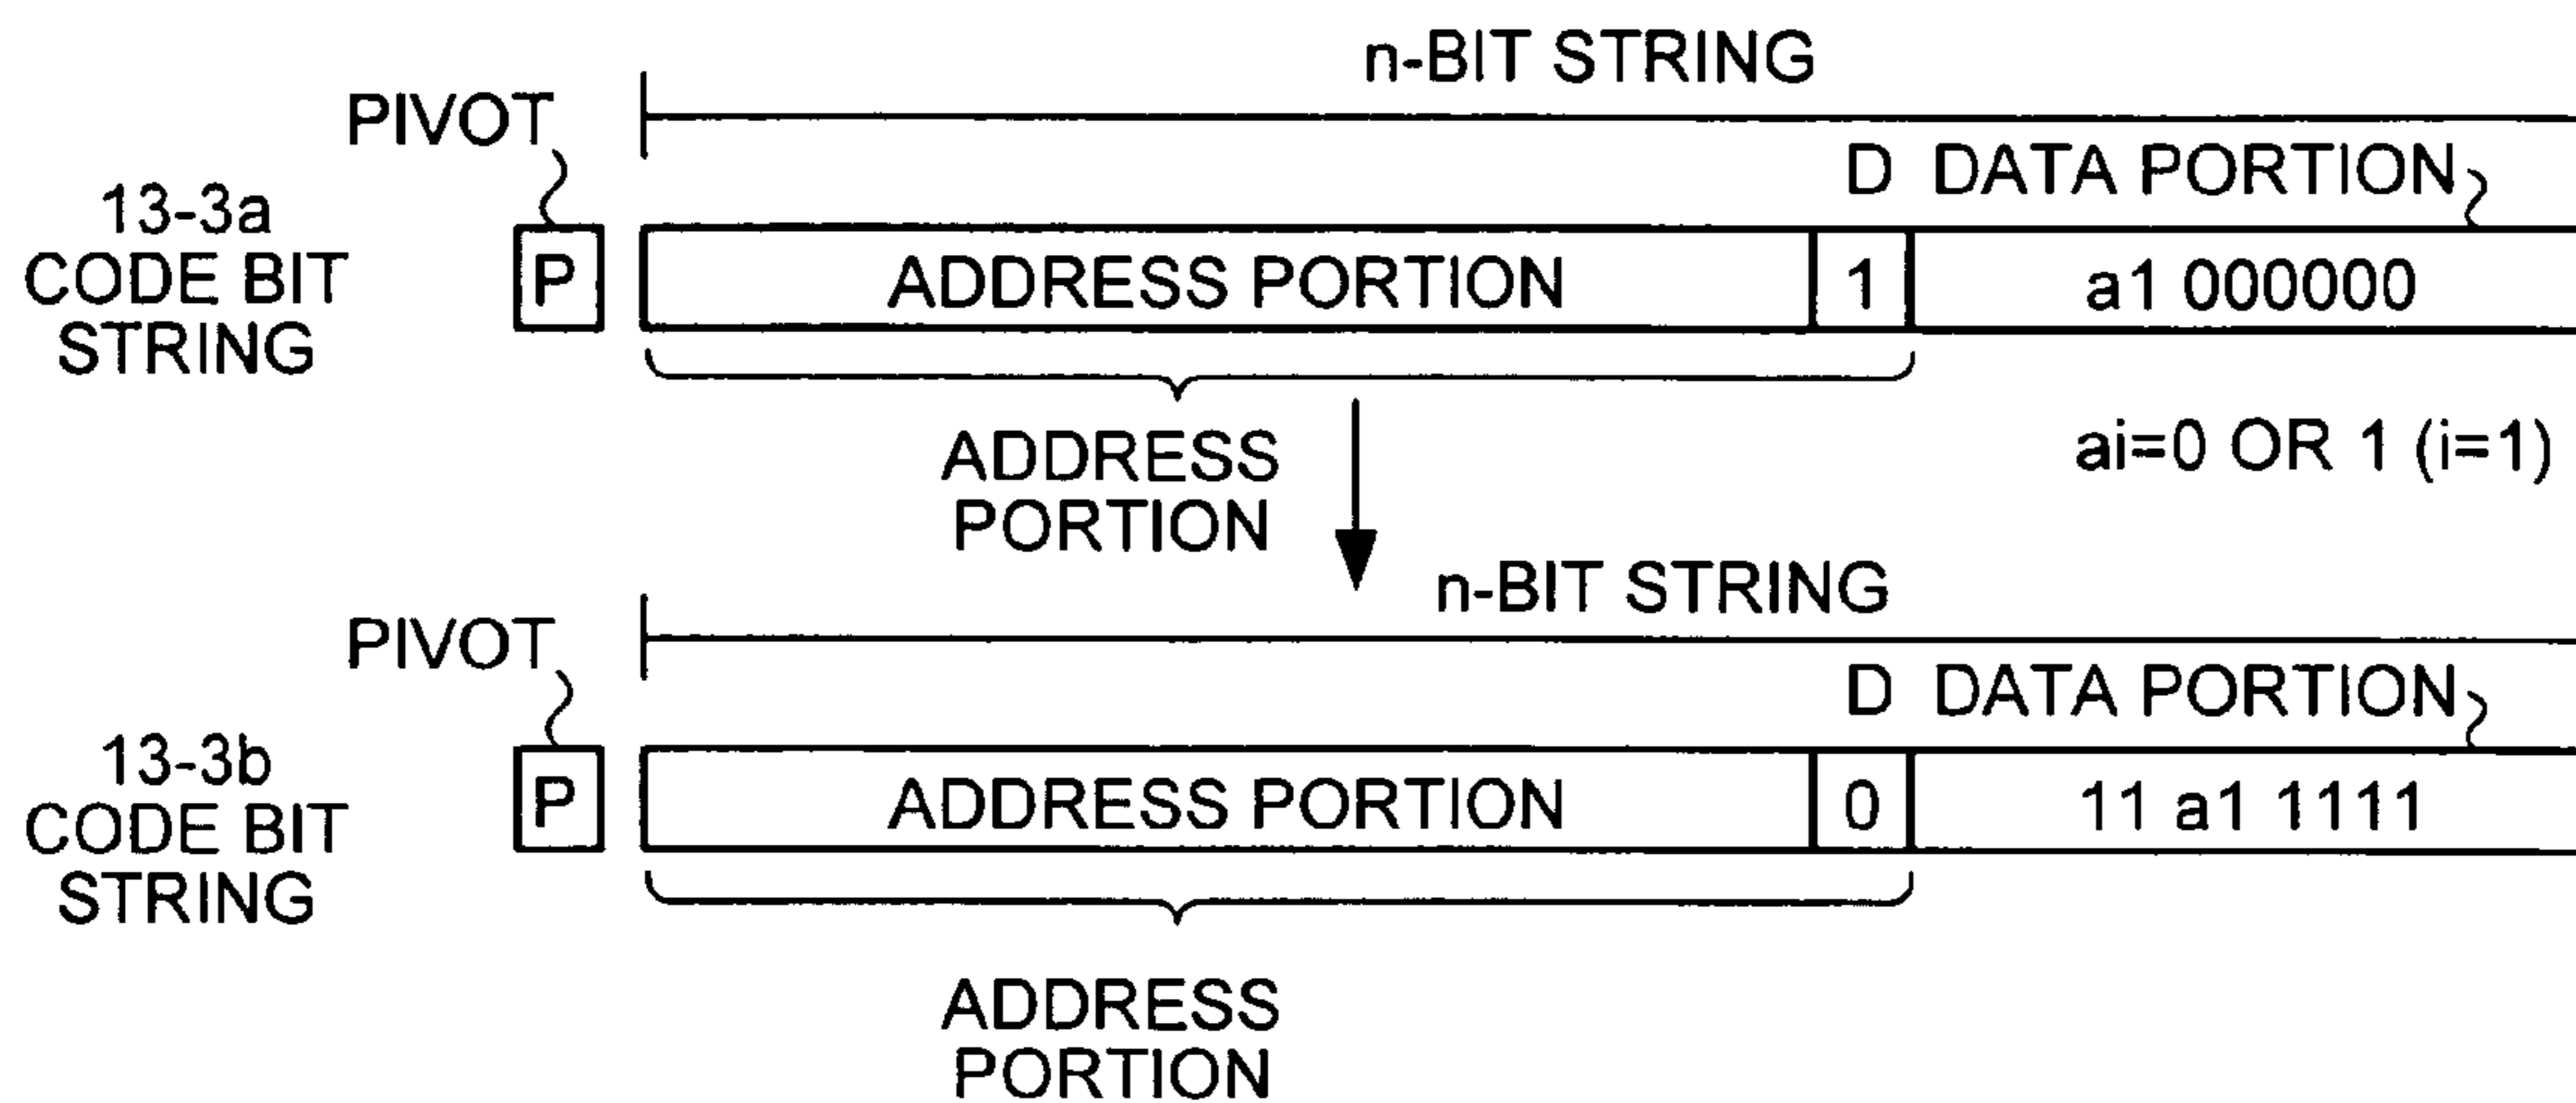 n-BIT STRING
PIVOT
D DATA PORTION
13-3a
CODE BIT
STRING
P
ADDRESS PORTION
1
a1 000000
ADDRESS
PORTION
ai=0 OR 1 (i=1)
n-BIT STRING
PIVOT
D DATA PORTION
13-3b
CODE BIT
STRING
P
ADDRESS PORTION
0
11 a1 1111
ADDRESS
PORTION